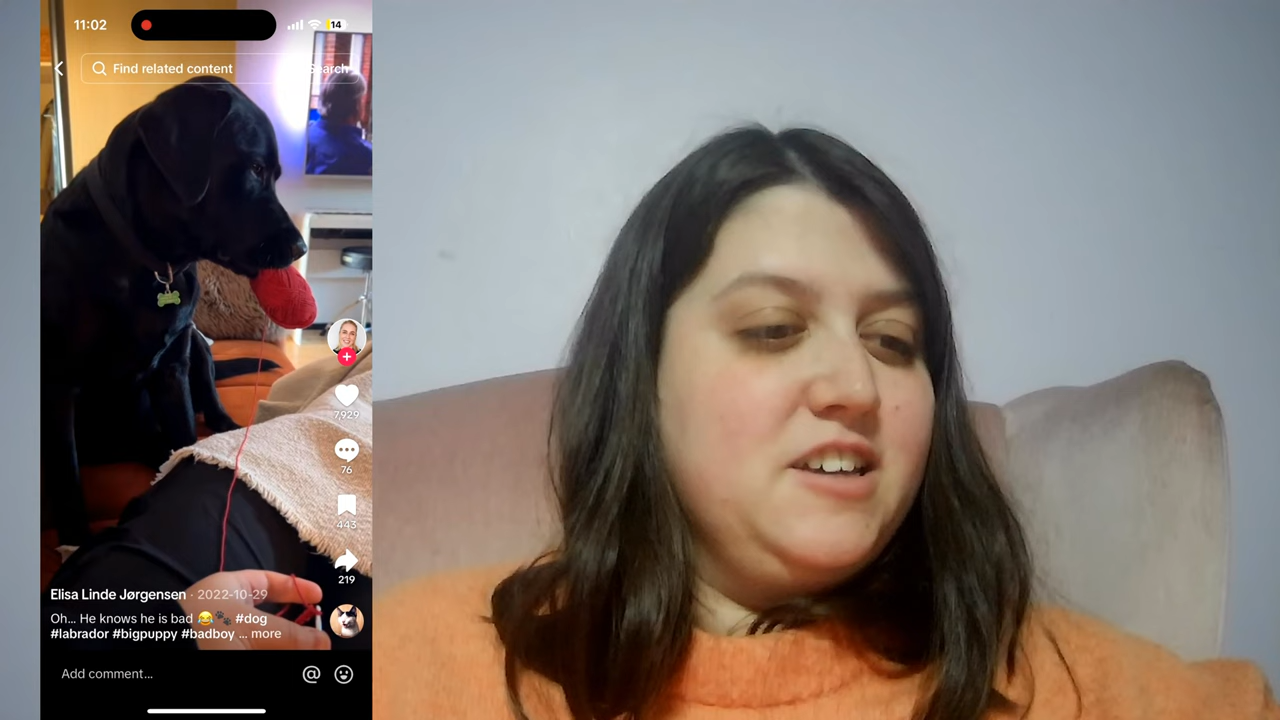 11:02
14
Find related content
Search
7929
76
443
219
Elisa Linde Jørgensen · 2022-10-29
Oh... He knows he is bad 😂🐾 #dog
#labrador #bigpuppy #badboy ... more
Add comment...
@